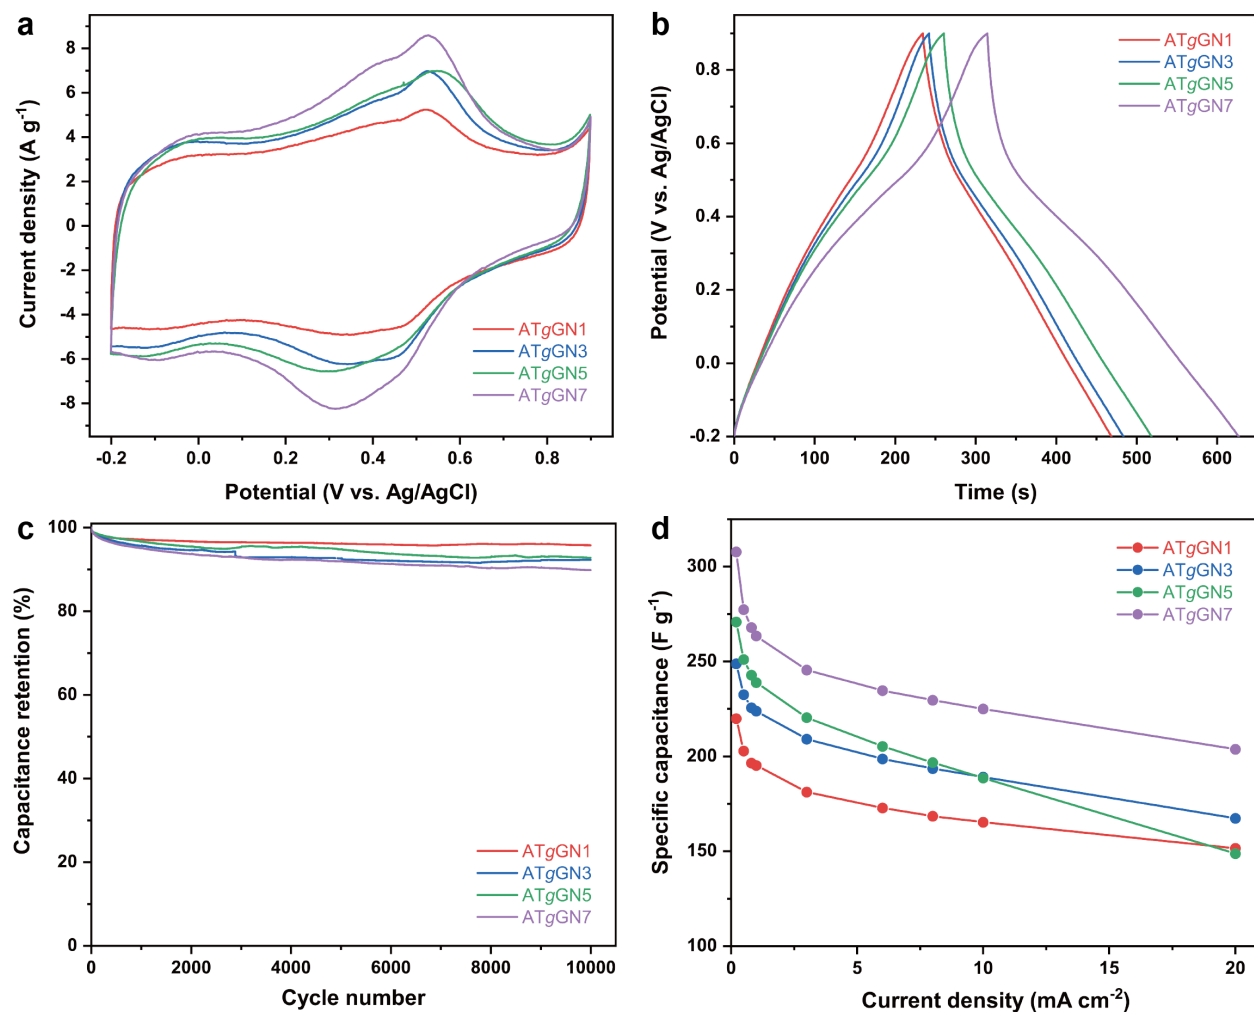 a
Current density (A g-1)
8
6
4
2
0
-2
-4
-6
-8
-0.2 0.0 0.2 0.4 0.6 0.8
Potential (V vs. Ag/AgCl)
ATgGN1
ATgGN3
ATgGN5
ATgGN7
b
Potential (V vs. Ag/AgCl)
0.8
0.6
0.4
0.2
0.0
-0.2
0 100 200 300 400 500 600
Time (s)
ATgGN1
ATgGN3
ATgGN5
ATgGN7
c
Capacitance retention (%)
100
80
60
40
20
0
0 2000 4000 6000 8000 10000
Cycle number
ATgGN1
ATgGN3
ATgGN5
ATgGN7
d
Specific capacitance (F g-1)
300
250
200
150
100
0 5 10 15 20
Current density (mA cm-2)
ATgGN1
ATgGN3
ATgGN5
ATgGN7